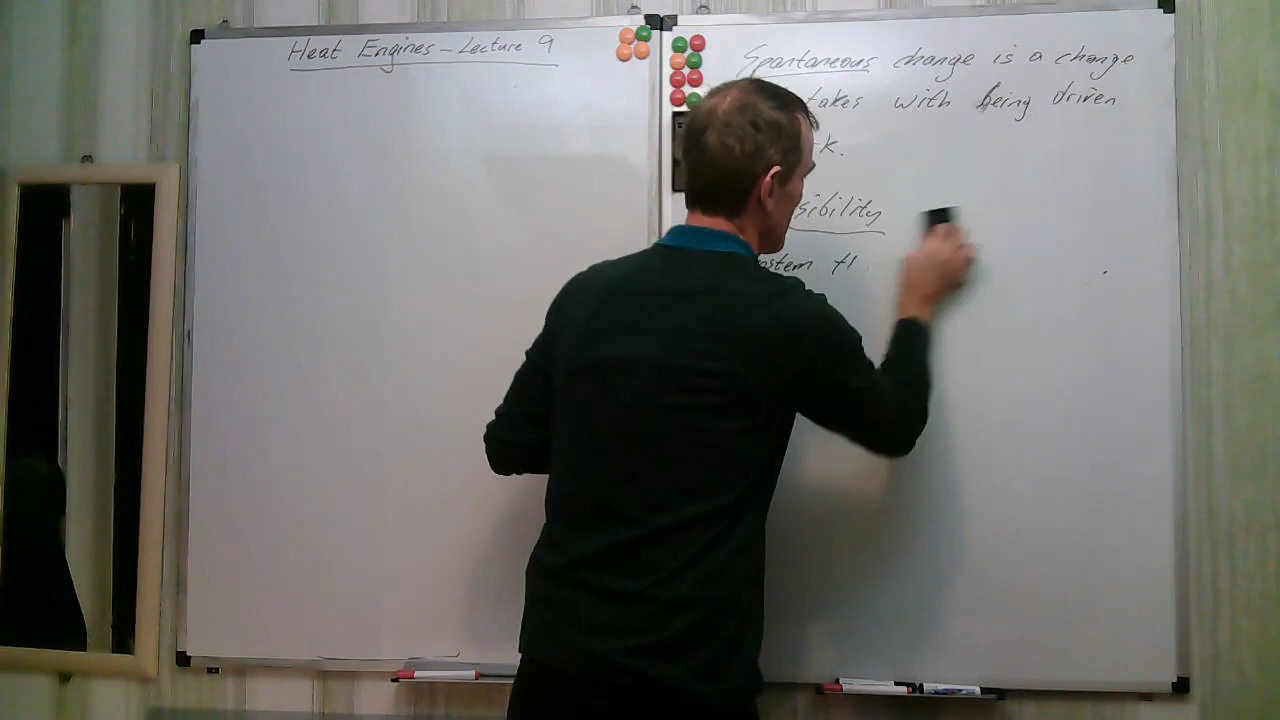 Heat Engines - Lecture 9
Spontaneous change is a change
takes with being driven
k.
sibility
stem